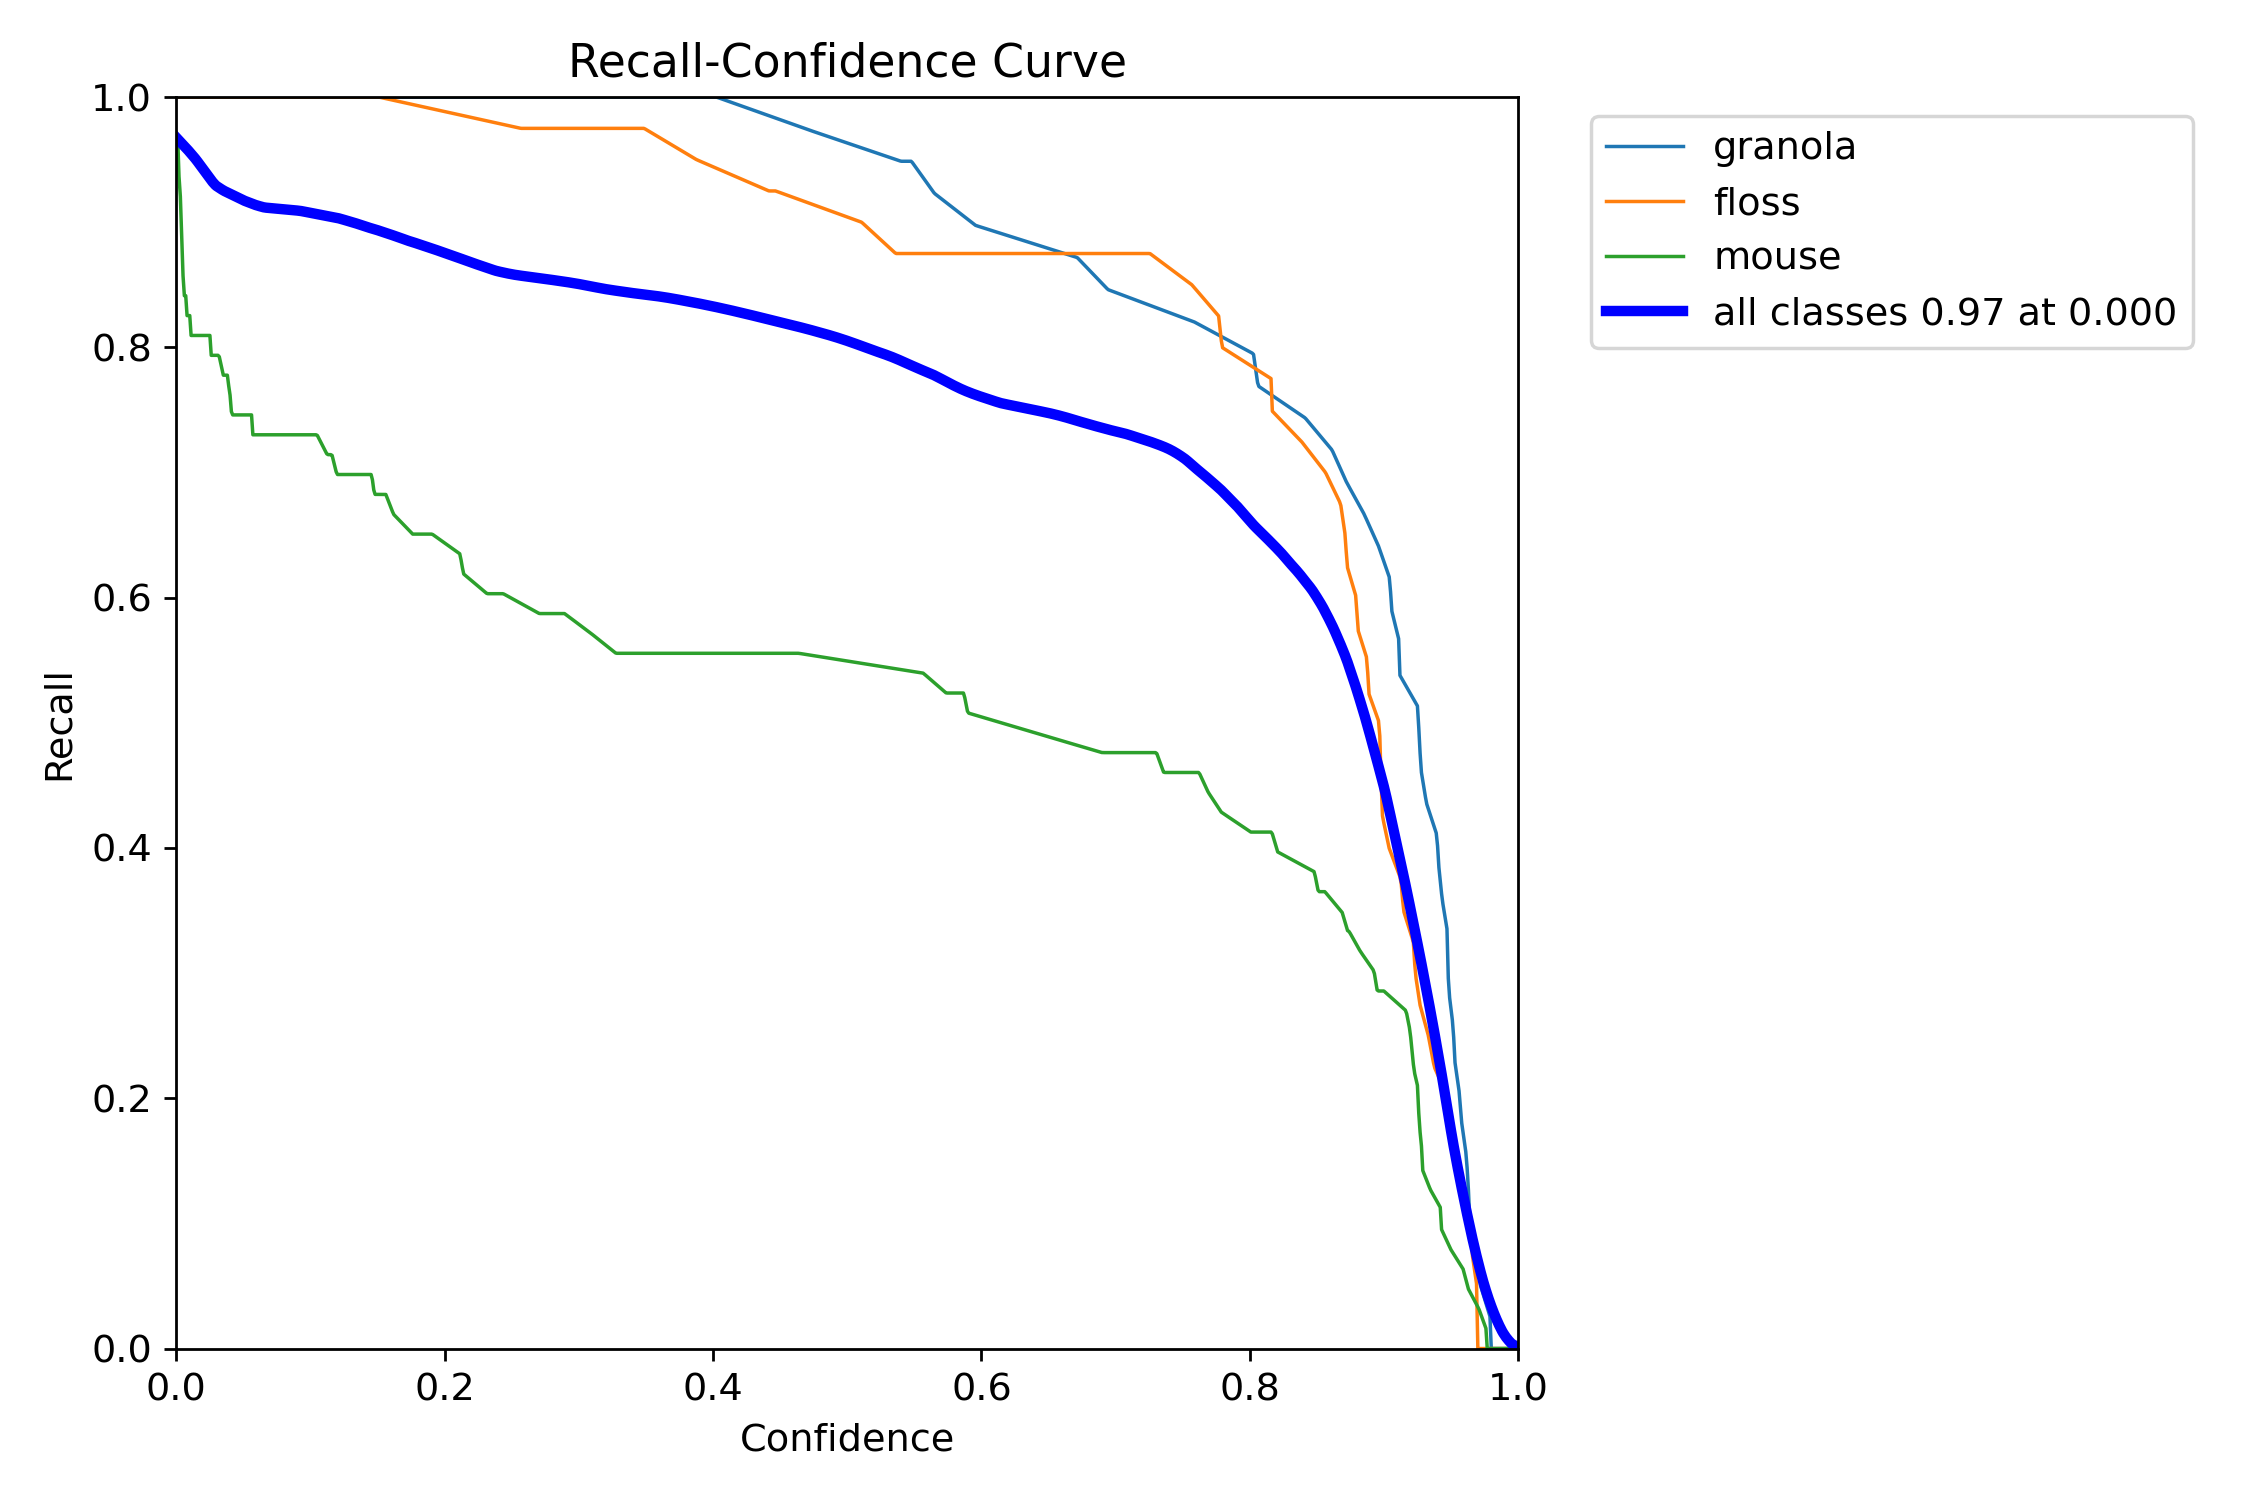 Recall-Confidence Curve
1.0
0.8
0.6
0.4
0.2
0.0
Recall
0.0 0.2 0.4 0.6 0.8 1.0
Confidence
granola
floss
mouse
all classes 0.97 at 0.000